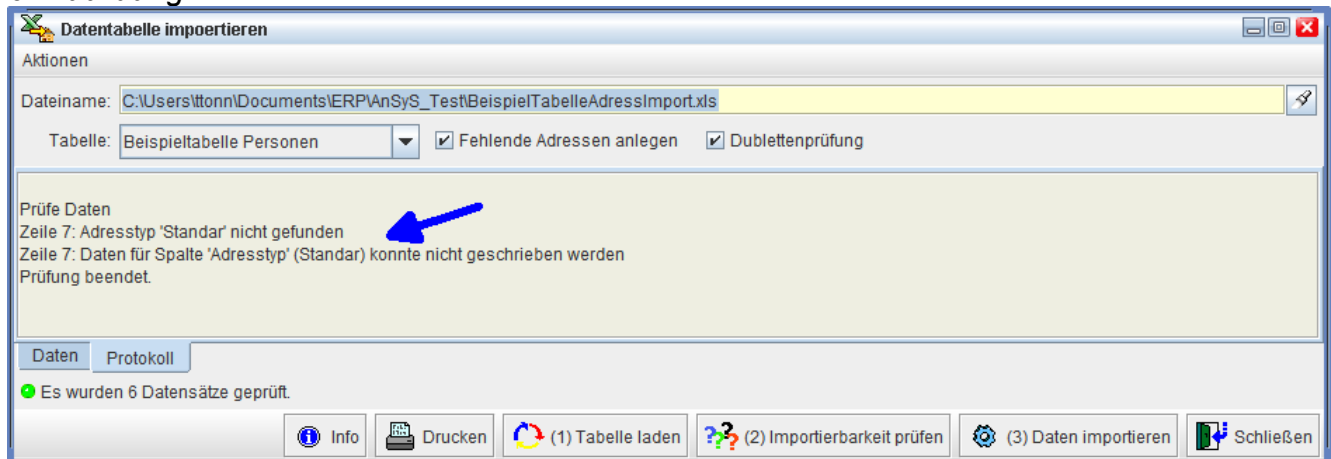 Datentabelle impoertieren
Aktionen
Dateiname: C:\Users\ttonn\Documents\ERP\AnSyS_Test\BeispielTabelleAdressImport.xls
Tabelle: Beispieltabelle Personen Fehlende Adressen anlegen Dublettenprüfung
Prüfe Daten
Zeile 7: Adresstyp 'Standar' nicht gefunden
Zeile 7: Daten für Spalte 'Adresstyp' (Standar) konnte nicht geschrieben werden
Prüfung beendet.
Daten Protokoll
Es wurden 6 Datensätze geprüft.
Info Drucken (1) Tabelle laden (2) Importierbarkeit prüfen (3) Daten importieren Schließen